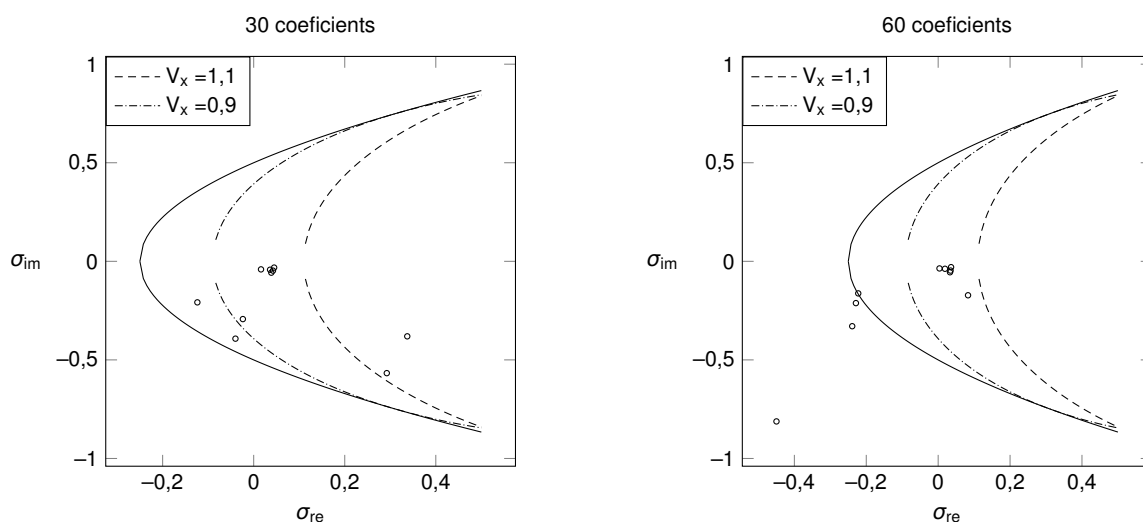 30 coeficients
V_x =1,1
V_x =0,9
1
0,5
0
−0,5
−1
σ_im
−0,2 0 0,2 0,4
σ_re
60 coeficients
V_x =1,1
V_x =0,9
1
0,5
0
−0,5
−1
σ_im
−0,4 −0,2 0 0,2 0,4
σ_re